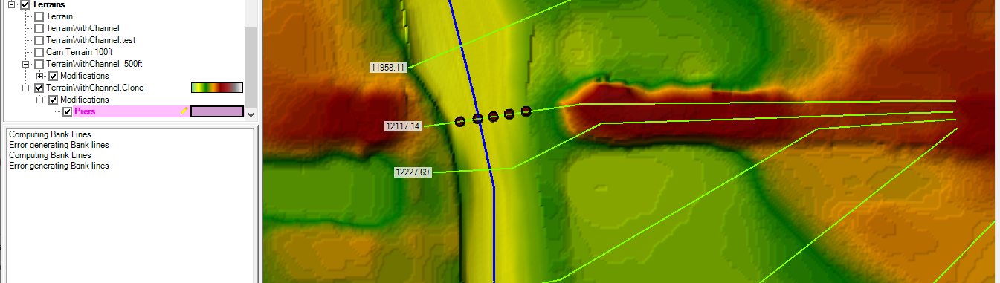 Terrains
Terrain
TerrainWithChannel
TerrainWithChannel.test
Cam Terrain 100ft
TerrainWithChannel_500ft
Modifications
TerrainWithChannel.Clone
Modifications
Piers
Computing Bank Lines
Error generating Bank lines
Computing Bank Lines
Error generating Bank lines
11958.11
12117.14
12227.69